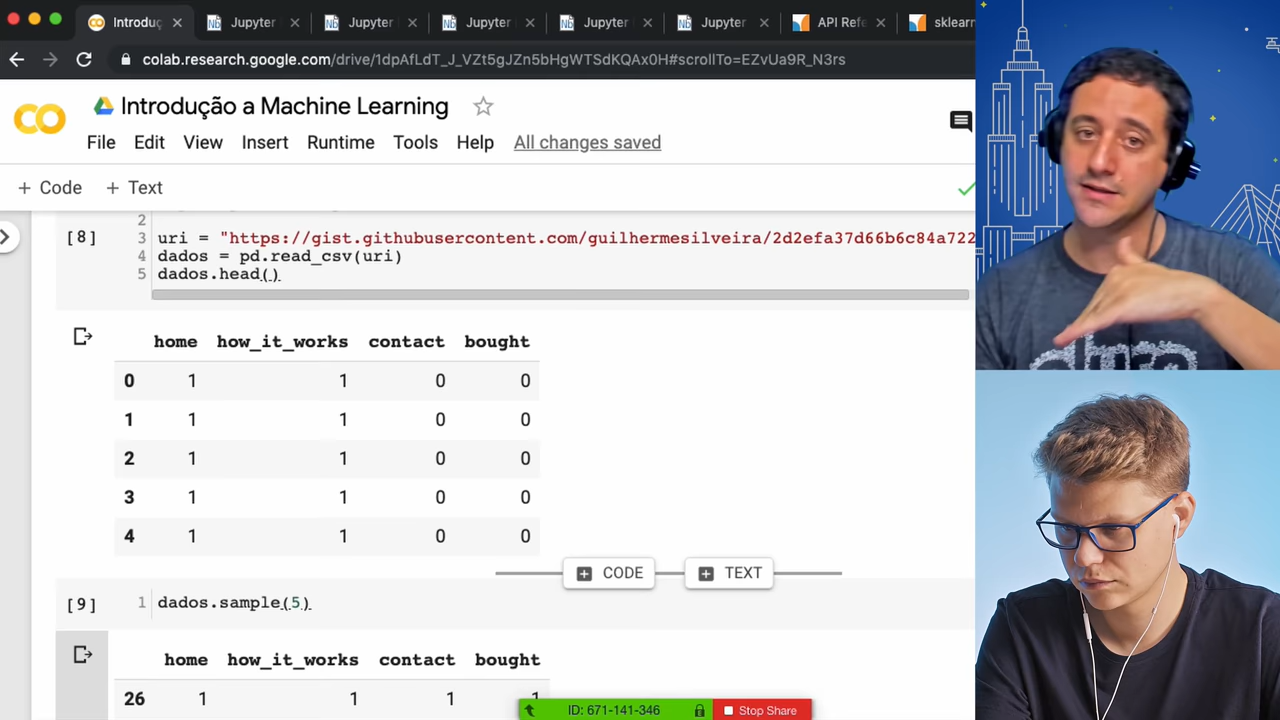 Introduç
Jupyter
Jupyter
Jupyter
Jupyter
Jupyter
API Refe
sklearn
colab.research.google.com/drive/1dpAfLdT_J_VZt5gJZn5bHgWTSdKQAx0H#scrollTo=EZvUa9R_N3rs
CO Introdução a Machine Learning
File Edit View Insert Runtime Tools Help All changes saved
+ Code + Text
2
[8] 3 uri = "https://gist.githubusercontent.com/guilhermesilveira/2d2efa37d66b6c84a722
4 dados = pd.read_csv(uri)
5 dados.head()
home how_it_works contact bought
0 1 1 0 0
1 1 1 0 0
2 1 1 0 0
3 1 1 0 0
4 1 1 0 0
CODE TEXT
[9] 1 dados.sample(5)
home how_it_works contact bought
26 1 1 1 1
ID: 671-141-346 Stop Share